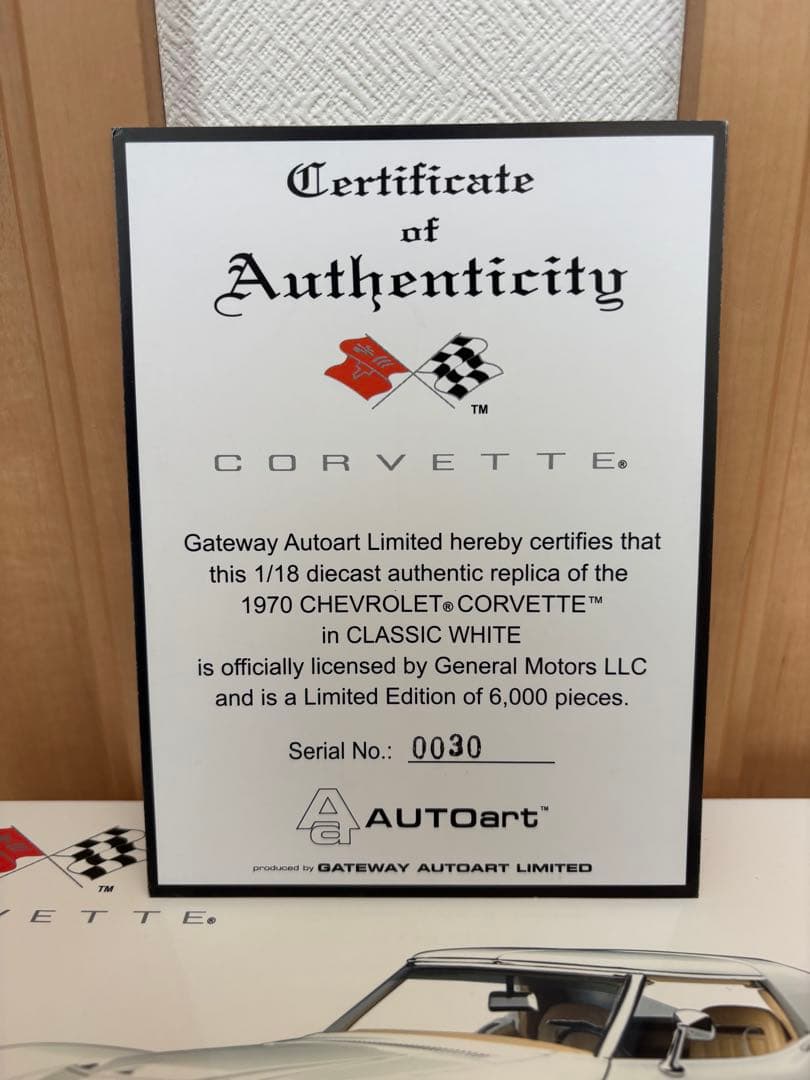 Certificate
of
Authenticity
TM
CORVETTE®
Gateway Autoart Limited hereby certifies that
this 1/18 diecast authentic replica of the
1970 CHEVROLET® CORVETTE™
in CLASSIC WHITE
is officially licensed by General Motors LLC
and is a Limited Edition of 6,000 pieces.
Serial No.: 0030
Aa AUTOart™
produced by GATEWAY AUTOART LIMITED
TM
VETTE®